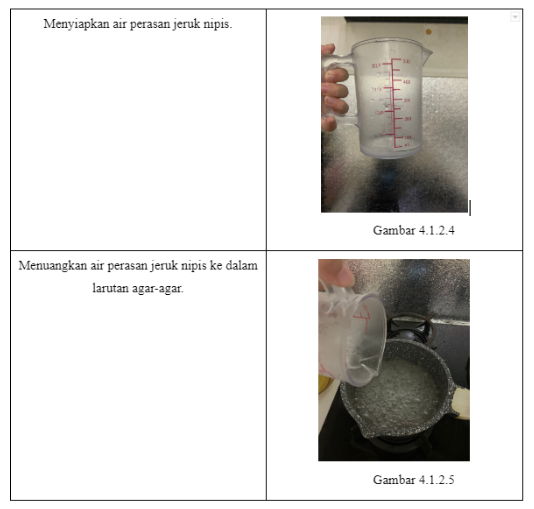 Menyiapkan air perasan jeruk nipis.
Gambar 4.1.2.4
Menuangkan air perasan jeruk nipis ke dalam
larutan agar-agar.
Gambar 4.1.2.5